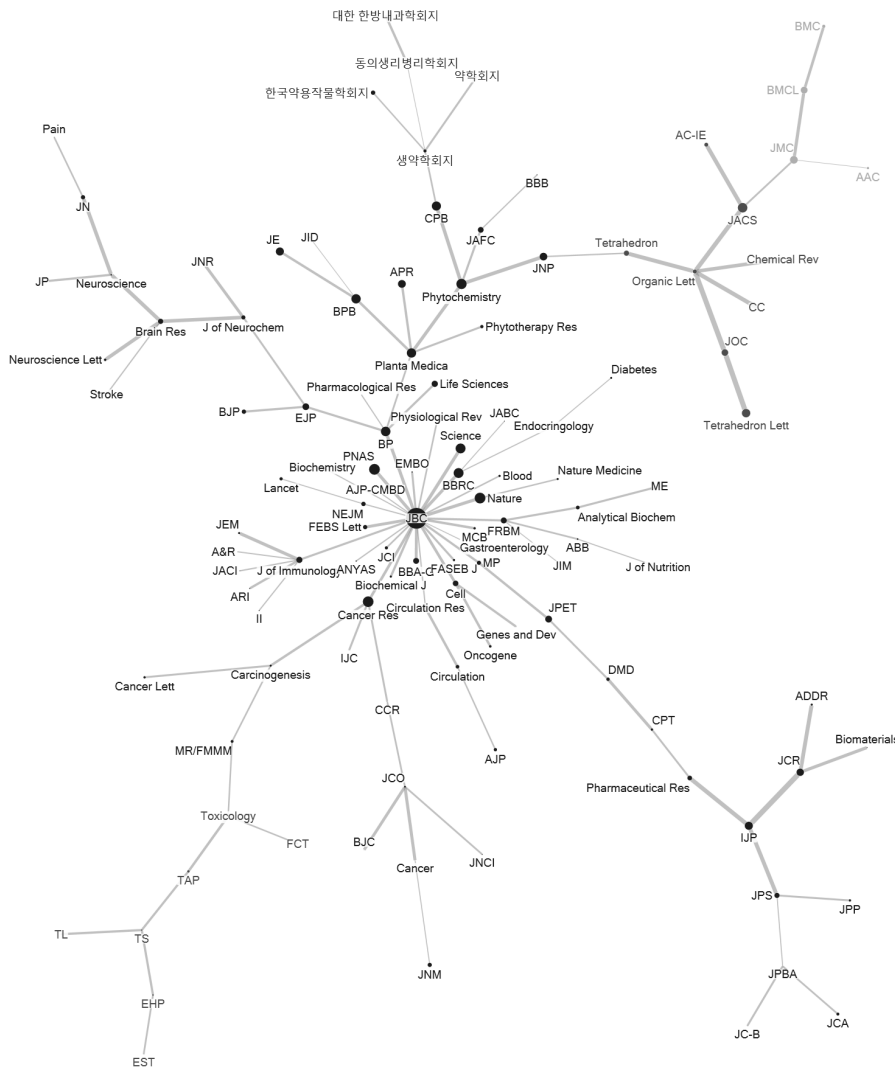 대한 한방내과학회지
BMC
동의생리병리학회지
약학회지
한국약용작물학회지
BMCL
Pain
AC-IE
JMC
생약학회지
AAC
BBB
JN
CPB
JACS
JE
JID
JAFC
Tetrahedron
JNR
APR
JNP
Chemical Rev
JP
Neuroscience
Phytochemistry
Organic Lett
BPB
CC
Brain Res
J of Neurochem
Phytotherapy Res
JOC
Neuroscience Lett
Planta Medica
Diabetes
Stroke
Pharmacological Res
Life Sciences
BJP
EJP
Physiological Rev
JABC
Endocringology
Tetrahedron Lett
BP
Science
PNAS
EMBO
Biochemistry
BBRC
Blood
Nature Medicine
Lancet
AJP-CMBD
Nature
ME
NEJM
JBC
Analytical Biochem
FEBS Lett
FRBM
JEM
MCB
Gastroenterology
ABB
A&R
JCI
J of Immunology
ANYAS
BBA-G
FASEB J
MP
JIM
J of Nutrition
JACI
Biochemical J
ARI
Cell
II
Cancer Res
Circulation Res
JPET
Genes and Dev
IJC
Oncogene
Cancer Lett
Carcinogenesis
Circulation
DMD
ADDR
CCR
CPT
Biomaterials
MR/FMMM
AJP
JCR
JCO
Pharmaceutical Res
Toxicology
IJP
FCT
BJC
Cancer
JNCI
TAP
JPS
JPP
TL
TS
JNM
JPBA
EHP
JC-B
JCA
EST